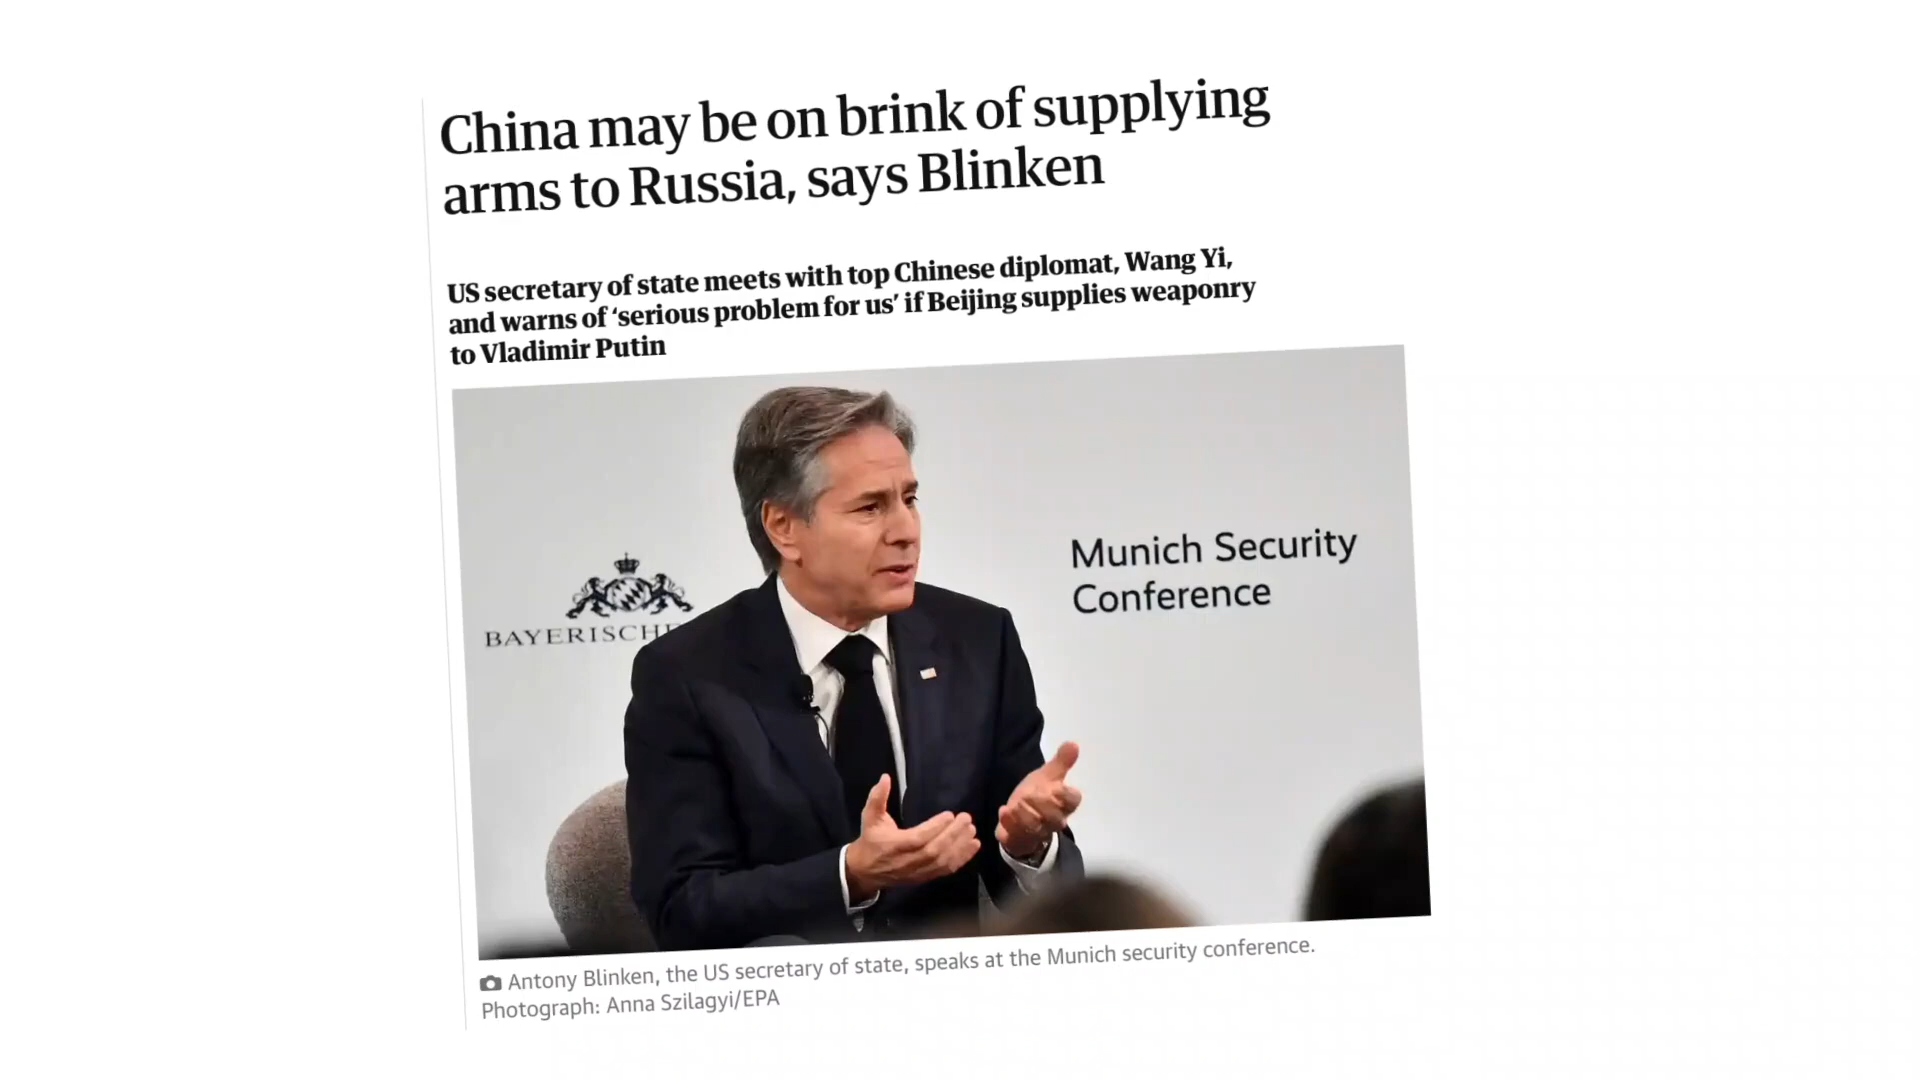 China may be on brink of supplying
arms to Russia, says Blinken
US secretary of state meets with top Chinese diplomat, Wang Yi,
and warns of ‘serious problem for us’ if Beijing supplies weaponry
to Vladimir Putin
BAYERISCHE
Munich Security
Conference
Antony Blinken, the US secretary of state, speaks at the Munich security conference.
Photograph: Anna Szilagyi/EPA